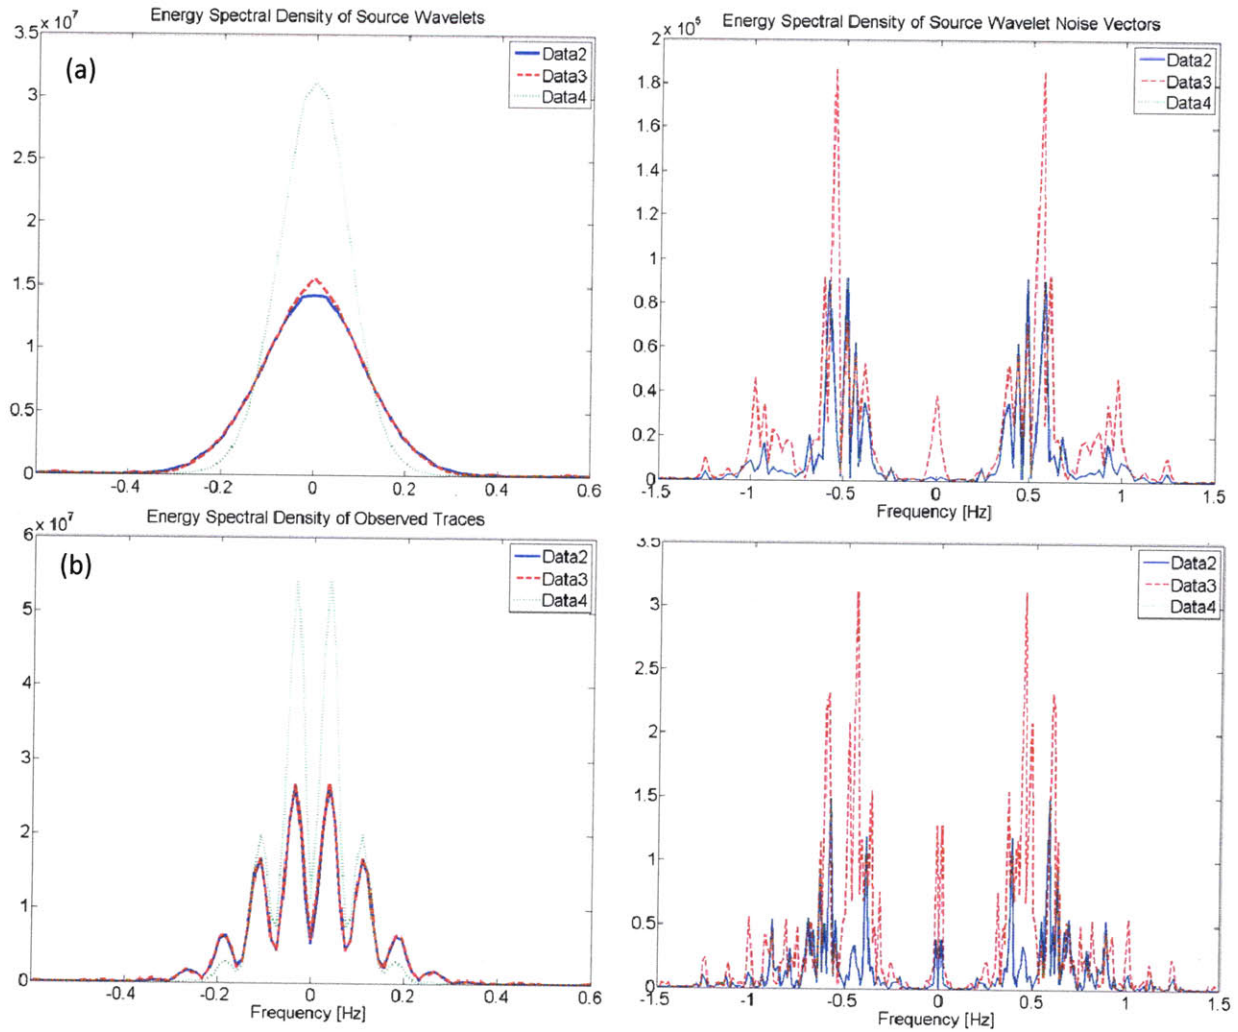 Energy Spectral Density of Source Wavelets
3.5 × 10⁷
(a)
Data2
Data3
Data4
3
2.5
2
1.5
1
0.5
0
-0.4 -0.2 0 0.2 0.4 0.6
Energy Spectral Density of Source Wavelet Noise Vectors
2 × 10⁵
Data2
Data3
Data4
1.8
1.6
1.4
1.2
1
0.8
0.6
0.4
0.2
0
-1.5 -1 -0.5 0 0.5 1 1.5
Frequency [Hz]
Energy Spectral Density of Observed Traces
6 × 10⁷
(b)
Data2
Data3
Data4
5
4
3
2
1
0
-0.4 -0.2 0 0.2 0.4 0.6
Frequency [Hz]
3.5
Data2
Data3
Data4
3
2.5
2
1.5
1
0.5
0
-1.5 -1 -0.5 0 0.5 1 1.5
Frequency [Hz]